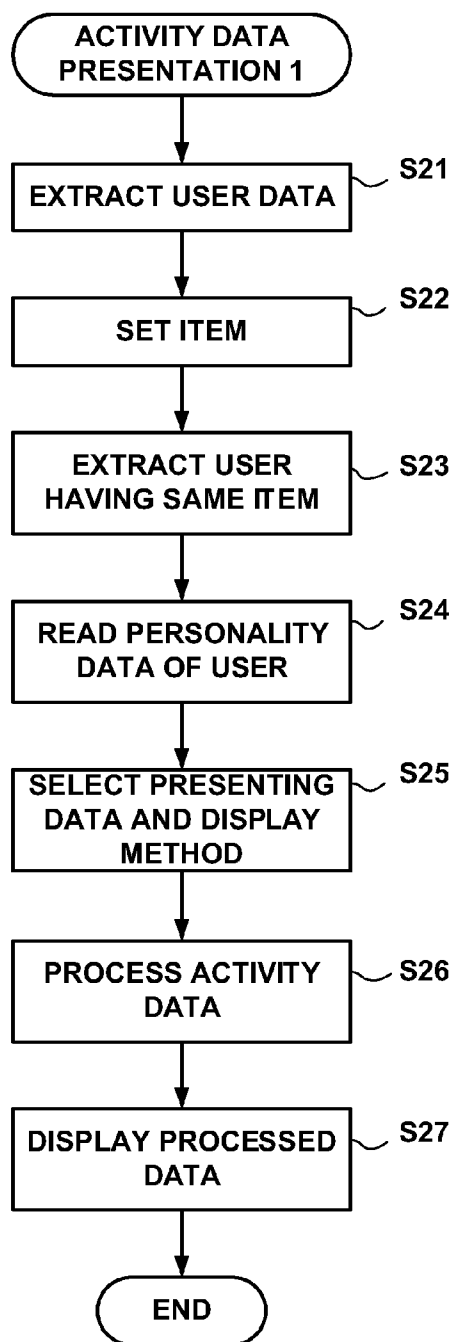 ACTIVITY DATA
PRESENTATION 1
S21
EXTRACT USER DATA
S22
SET ITEM
S23
EXTRACT USER
HAVING SAME ITEM
S24
READ PERSONALITY
DATA OF USER
S25
SELECT PRESENTING
DATA AND DISPLAY
METHOD
S26
PROCESS ACTIVITY
DATA
S27
DISPLAY PROCESSED
DATA
END